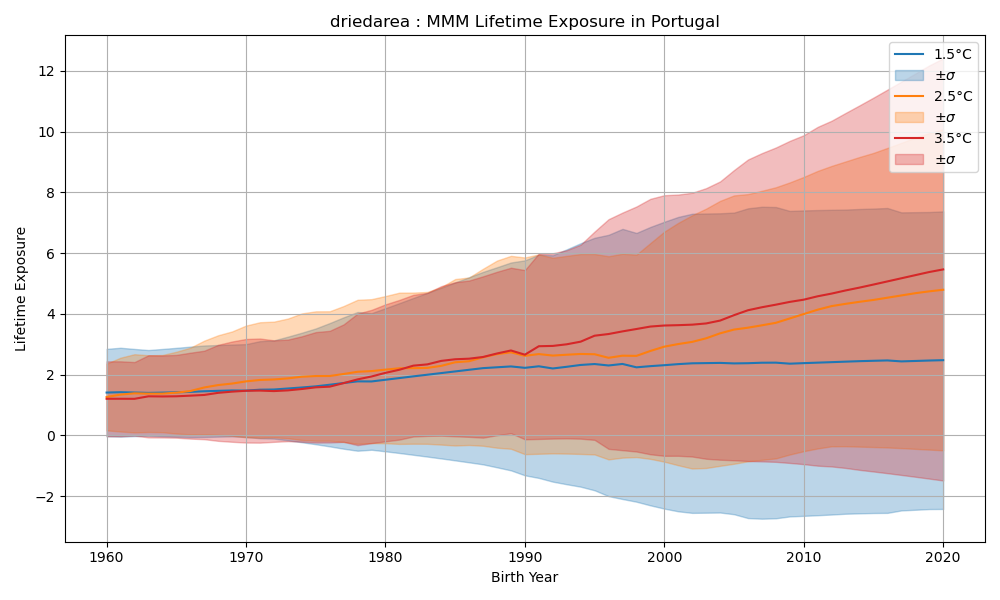 driedarea : MMM Lifetime Exposure in Portugal
1.5°C
±σ
2.5°C
±σ
3.5°C
±σ
Lifetime Exposure
12
10
8
6
4
2
0
−2
1960
1970
1980
1990
2000
2010
2020
Birth Year